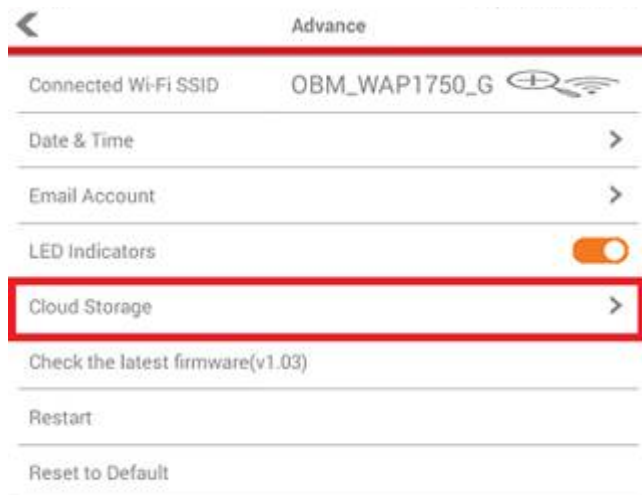 Advance
Connected Wi-Fi SSID OBM_WAP1750_G
Date & Time
Email Account
LED Indicators
Cloud Storage
Check the latest firmware(v1.03)
Restart
Reset to Default